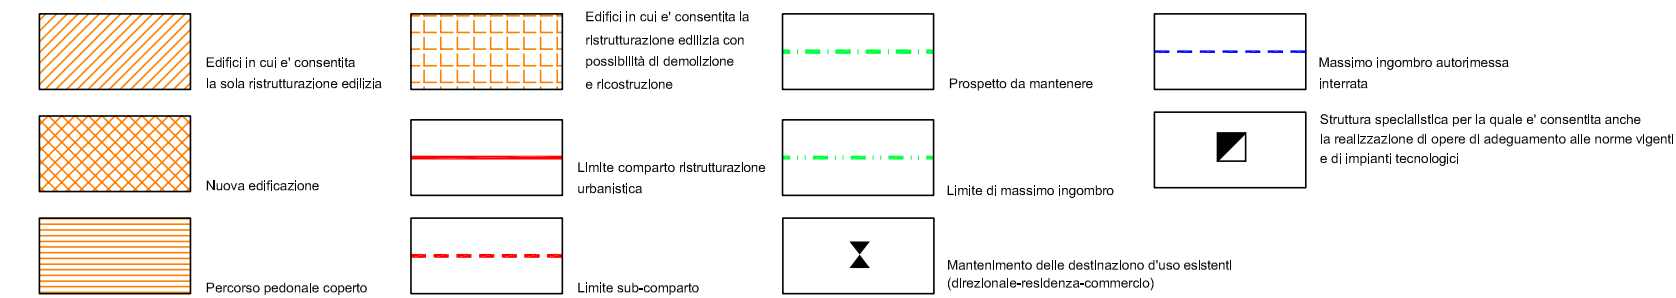 Edifici in cui e' consentita
la sola ristrutturazione edilizia
Nuova edificazione
Percorso pedonale coperto
Edifici in cui e' consentita la
ristrutturazione edilizia con
possibilità di demolizione
e ricostruzione
Limite comparto ristrutturazione
urbanistica
Limite sub-comparto
Prospetto da mantenere
Limite di massimo ingombro
Mantenimento delle destinaziono d'uso esistenti
(direzionale-residenza-commercio)
Massimo ingombro autorimessa
interrata
Struttura specialistica per la quale e' consentita anche
la realizzazione di opere di adeguamento alle norme vigenti
e di impianti tecnologici